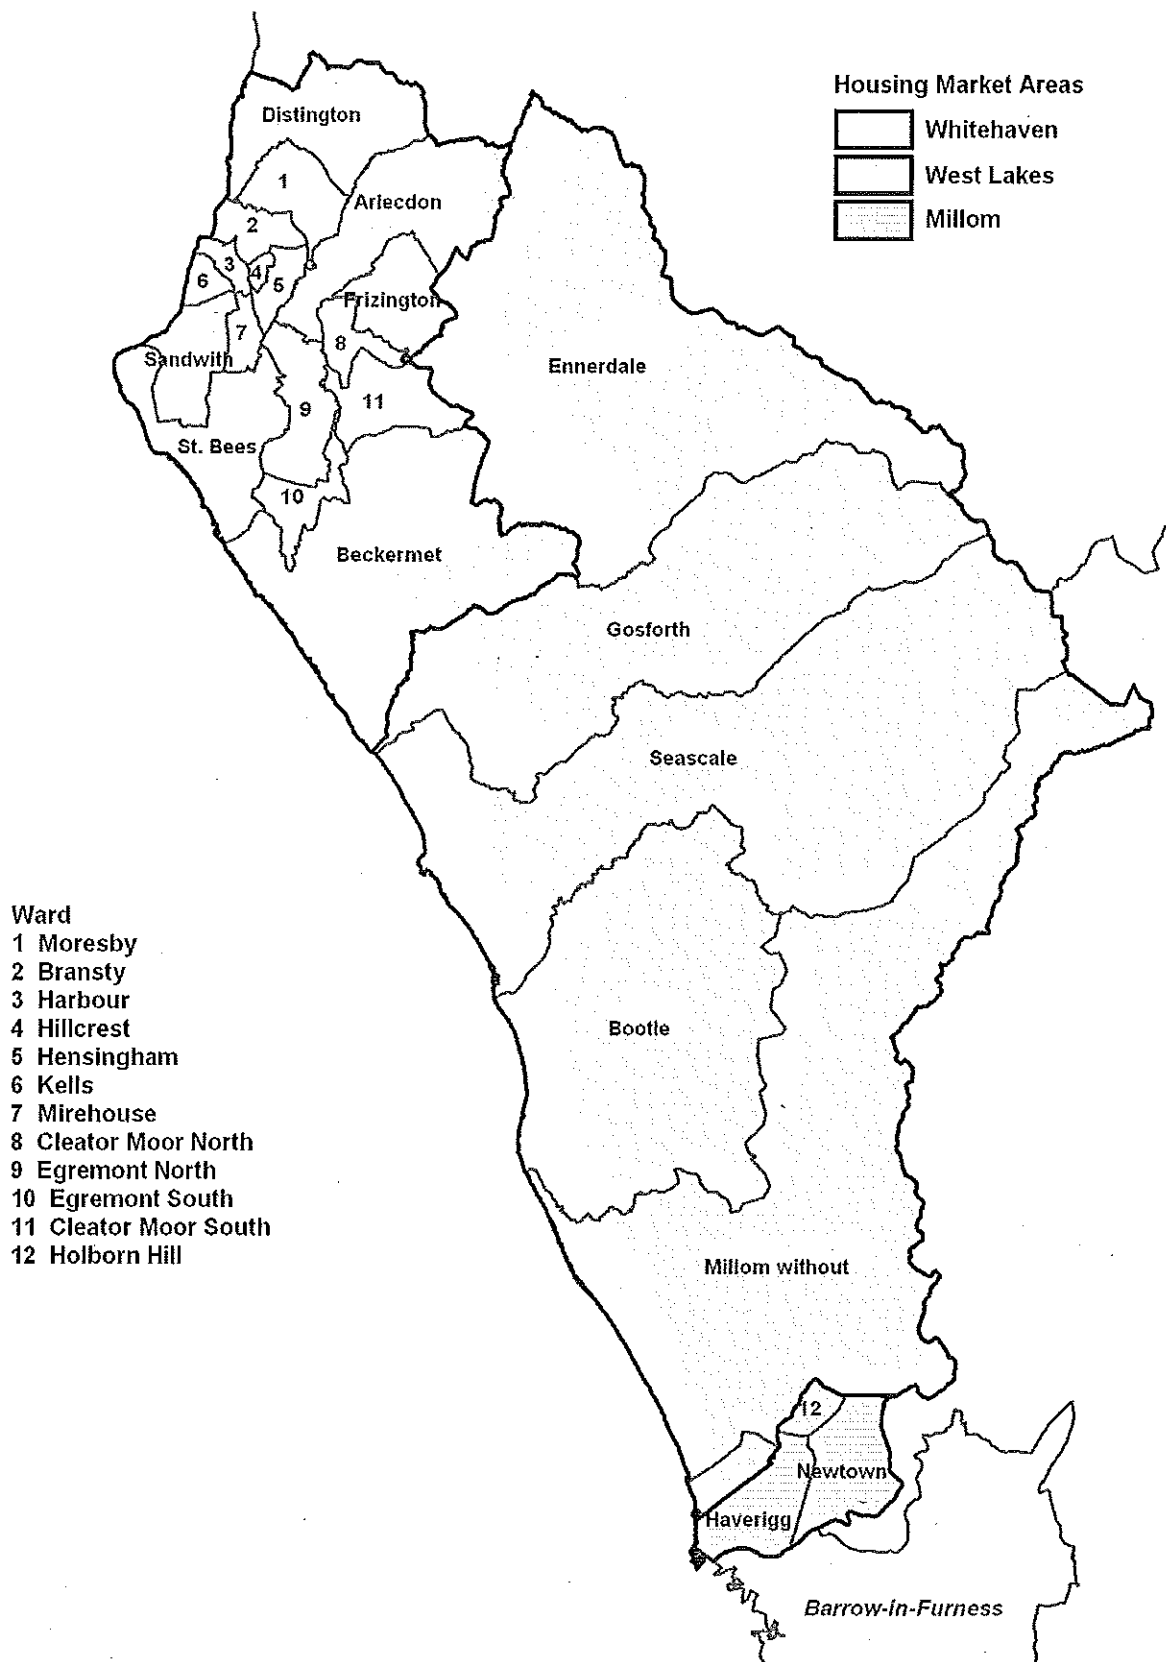 Housing Market Areas
Whitehaven
West Lakes
Millom
Distington
1
Arlecdon
2
3
4
5
6
Frizington
7
8
Sandwith
Ennerdale
9
11
St. Bees
10
Beckermet
Gosforth
Seascale
Ward
1 Moresby
2 Bransty
3 Harbour
4 Hillcrest
5 Hensingham
6 Kells
7 Mirehouse
8 Cleator Moor North
9 Egremont North
10 Egremont South
11 Cleator Moor South
12 Holborn Hill
Bootle
Millom without
12
Newtown
Haverigg
Barrow-in-Furness